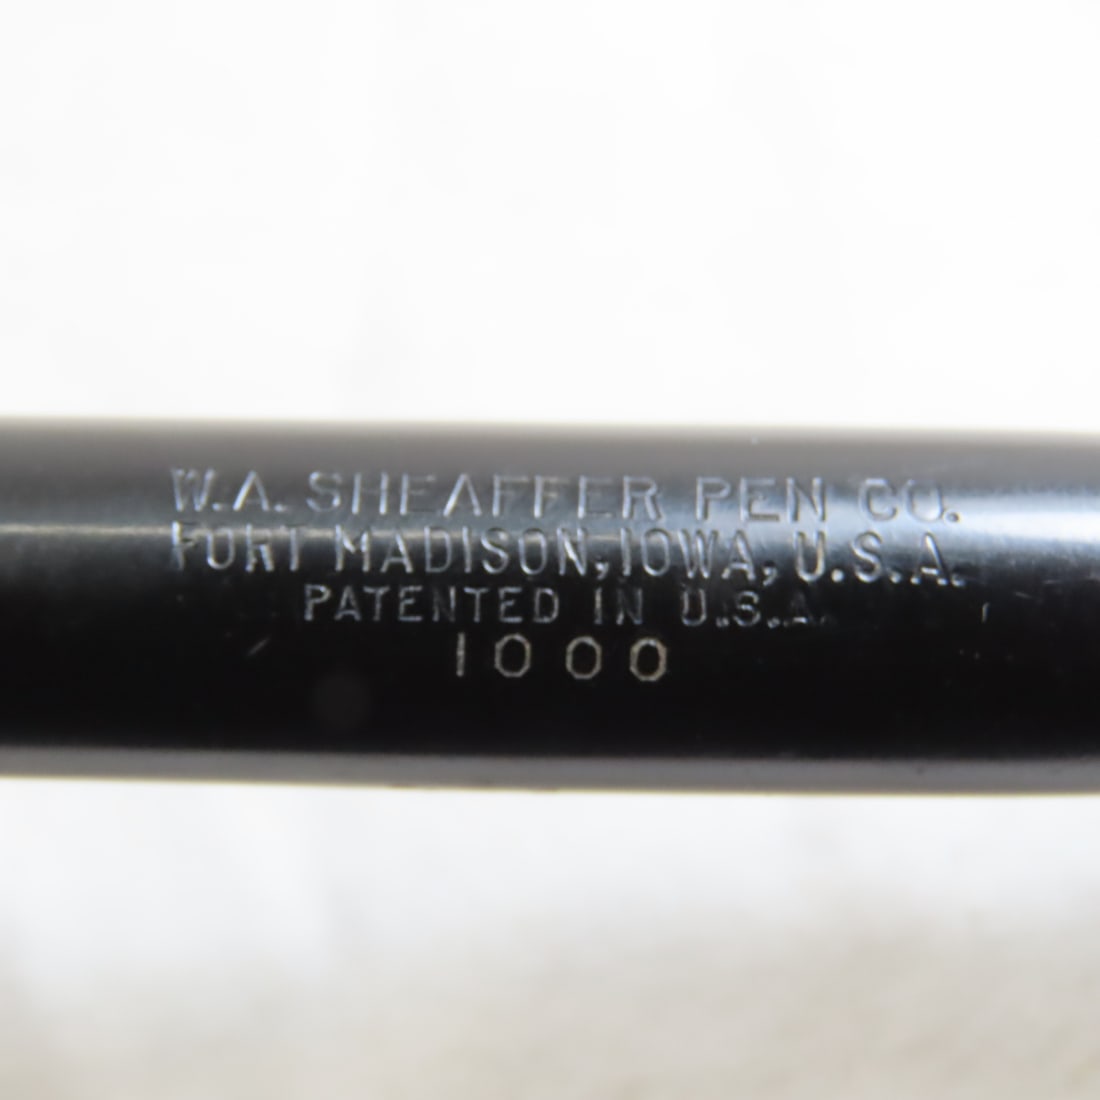 W.A. SHEAFFER PEN CO.
FORT MADISON, IOWA, U.S.A.
PATENTED IN U.S.A.
1000